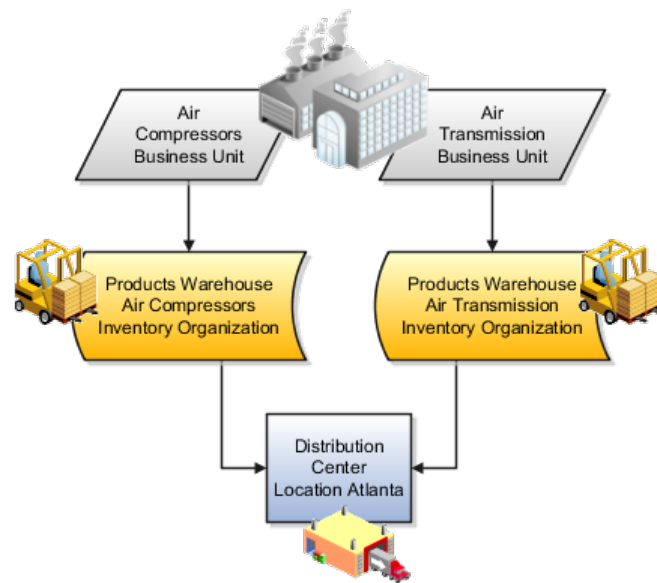 Air
Compressors
Business Unit
Air
Transmission
Business Unit
Products Warehouse
Air Compressors
Inventory Organization
Products Warehouse
Air Transmission
Inventory Organization
Distribution
Center
Location Atlanta